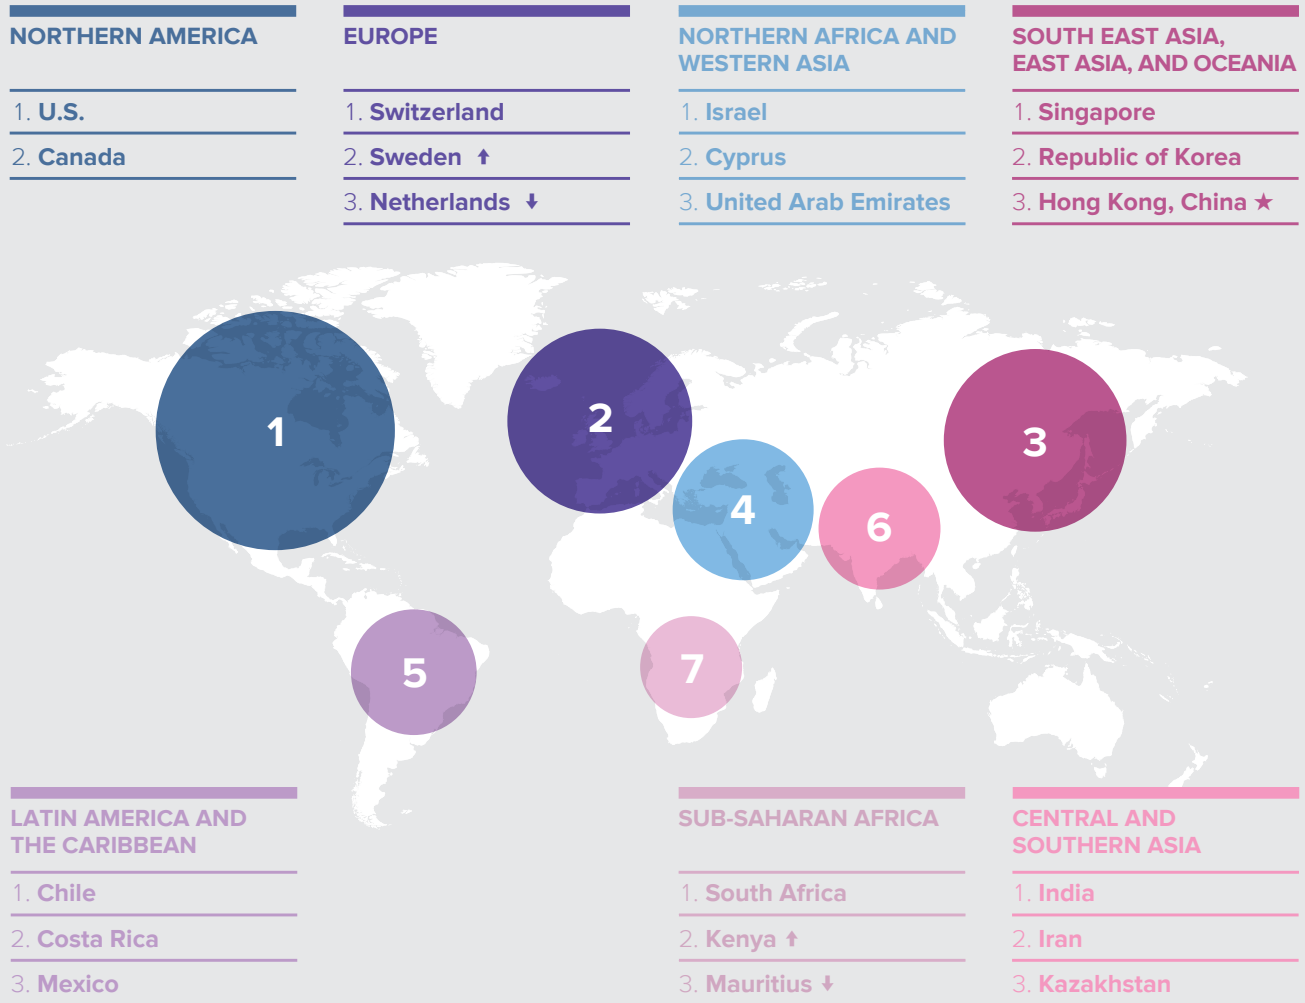 NORTHERN AMERICA
1. U.S.
2. Canada
EUROPE
1. Switzerland
2. Sweden ⬆
3. Netherlands ⬇
NORTHERN AFRICA AND
WESTERN ASIA
1. Israel
2. Cyprus
3. United Arab Emirates
SOUTH EAST ASIA,
EAST ASIA, AND OCEANIA
1. Singapore
2. Republic of Korea
3. Hong Kong, China ★
1
2
3
4
6
5
7
LATIN AMERICA AND
THE CARIBBEAN
1. Chile
2. Costa Rica
3. Mexico
SUB-SAHARAN AFRICA
1. South Africa
2. Kenya ⬆
3. Mauritius ⬇
CENTRAL AND
SOUTHERN ASIA
1. India
2. Iran
3. Kazakhstan